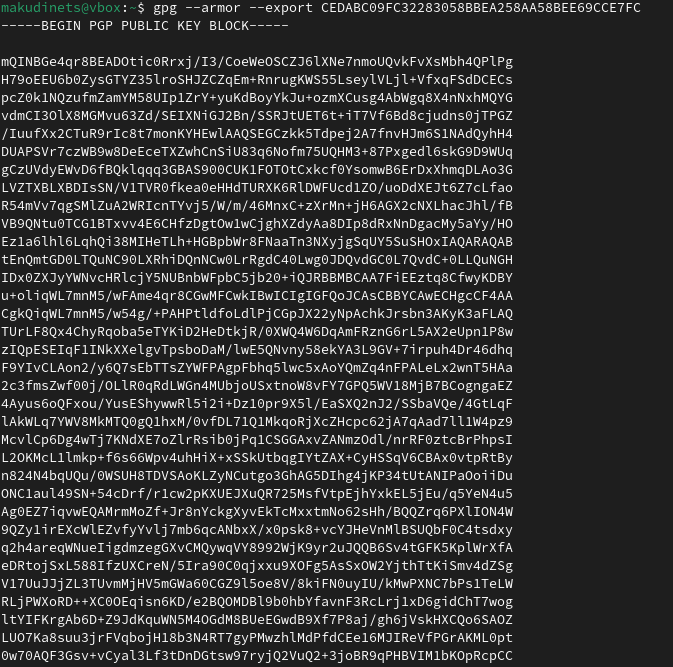 makudinets@vbox:~$ gpg --armor --export CEDABC09FC32283058BBEA258AA58BEE69CCE7FC
-----BEGIN PGP PUBLIC KEY BLOCK-----
mQINBGe4qr8BEADOtic0Rrxj/I3/CoeWeOSCZJ6lXNe7nmoUQvkFvXsMbh4QPlPg
H79oEEU6b0ZysGTYZ35lroSHJZCZqEm+RnrugKWS55LseylVLjl+VfxqFSdDCECs
pcZ0k1NQzufmZamYM58UIp1ZrY+yuKdBoyYkJu+ozmXCusg4AbWgq8X4nNxhMQYG
vdmCI3OlX8MGMvu63Zd/SEIXNiGJ2Bn/SSRJtUET6t+iT7Vf6Bd8cjudns0jTPGZ
/IuufXx2CTuR9rIc8t7monKYHEwlAAQSEGCZkk5Tdpej2A7fnvHJm6S1NAdQyhH4
DUAPSVr7czWB9w8DeEceTXZwhCnSiU83q6Nofm75UQHM3+87Pxgedl6skG9D9WUq
gCzUVdyEWvD6fBQklqqq3GBAS900CUK1FOTOtCxkcf0YsomwB6ErDxXhmqDLAo3G
LVZTXBLXBDIsSN/V1TVR0fkea0eHHdTURXK6RlDWFUcd1ZO/uoDdXEJt6Z7cLfao
R54mVv7qgSMlZuA2WRIcnTYvj5/W/m/46MnxC+zXrMn+jH6AGX2cNXLhacJhl/fB
VB9QNtu0TCG1BTxvv4E6CHfzDgtOw1wCjghXZdyAa8DIp8dRxNnDgacMy5aYy/HO
Ez1a6lhl6LqhQi38MIHeTLh+HGBpbWr8FNaaTn3NXyjgSqUY5SuSHOxIAQARAQAB
tEnQmtGD0LTQuNC90LXRhiDQnNCw0LrRgdC40Lwg0JDQvdGC0L7QvdC+0LLQuNGH
IDx0ZXJyYWNvcHRlcjY5NUBnbWFpbC5jb20+iQJRBBMBCAA7FiEEztq8CfwyKDBY
u+oliqWL7mnM5/wFAme4qr8CGwMFCwkIBwICIgIGFQoJCAsCBBYCAwECHgcCF4AA
CgkQiqWL7mnM5/w54g/+PAHPtldfoLdlPjCGpJX22yNpAchkJrsbn3AKyK3aFLAQ
TUrLF8Qx4ChyRqoba5eTYKiD2HeDtkjR/0XWQ4W6DqAmFRznG6rL5AX2eUpn1P8w
zIQpESEIqF1INkXXelgvTpsboDaM/lwE5QNvny58ekYA3L9GV+7irpuh4Dr46dhq
F9YIvCLAon2/y6Q7sEbTTsZYWFPAgpFbhq5lwc5xAoYQmZq4nFPALeLx2wnT5HAa
2c3fmsZwf00j/OLlR0qRdLWGn4MUbjoUSxtnoW8vFY7GPQ5WV18MjB7BCogngaEZ
4Ayus6oQFxou/YusEShywwRl5i2i+Dz10pr9X5l/EaSXQ2nJ2/SSbaVQe/4GtLqF
lAkWLq7YWV8MkMTQ0gQ1hxM/0vfDL71Q1MkqoRjXcZHcpc62jA7qAad7ll1W4pz9
McvlCp6Dg4wTj7KNdXE7oZlrRsib0jPq1CSGGAxvZANmzOdl/nrRF0ztcBrPhpsI
L2OKMcL1lmkp+f6s66Wpv4uhHiX+xSSkUtbqgIYtZAX+CyHSSqV6CBAx0vtpRtBy
n824N4bqUQu/0WSUH8TDVSAoKLZyNCutgo3GhAG5DIhg4jKP34tUtANIPaOoiiDu
ONC1aul49SN+54cDrf/r1cw2pKXUEJXuQR725MsfVtpEjhYxkEL5jEu/q5YeN4u5
Ag0EZ7iqvwEQAMrmMoZf+Jr8nYckgXyvEkTcMxxtmNo62sHh/BQQZrq6PXlION4W
9QZy1irEXcWlEZvfyYvlj7mb6qcANbxX/x0psk8+vcYJHeVnMlBSUQbF0C4tsdxy
q2h4areqWNueIigdmzegGXvCMQywqVY8992WjK9yr2uJQQB6Sv4tGFK5KplWrXfA
eDRtojSxL588IfzUXCreN/5Ira90C0qjxxu9XOFg5AsSxOW2YjthTtKiSmv4dZSg
V17UuJJjZL3TUvmMjHV5mGWa60CGZ9l5oe8V/8kiFN0uyIU/kMwPXNC7bPs1TeLW
RLjPWXoRD++XC0OEqisn6KD/e2BQOMDBl9b0hbYfavnF3RcLrj1xD6gidChT7wog
ltYIFKrgAb6D+Z9JdKquWN5M4OGdM8BUeEGwdB9Xf7P8aj/gh6jVskHXCQo6SAOZ
LUO7Ka8suu3jrFVqbojH18b3N4RT7gyPMwzhlMdPfdCEe16MJIReVfPGrAKML0pt
0w70AQF3Gsv+vCyal3Lf3tDnDGtsw97ryjQ2VuQ2+3joBR9qPHBVIM1bKOpRcpCC